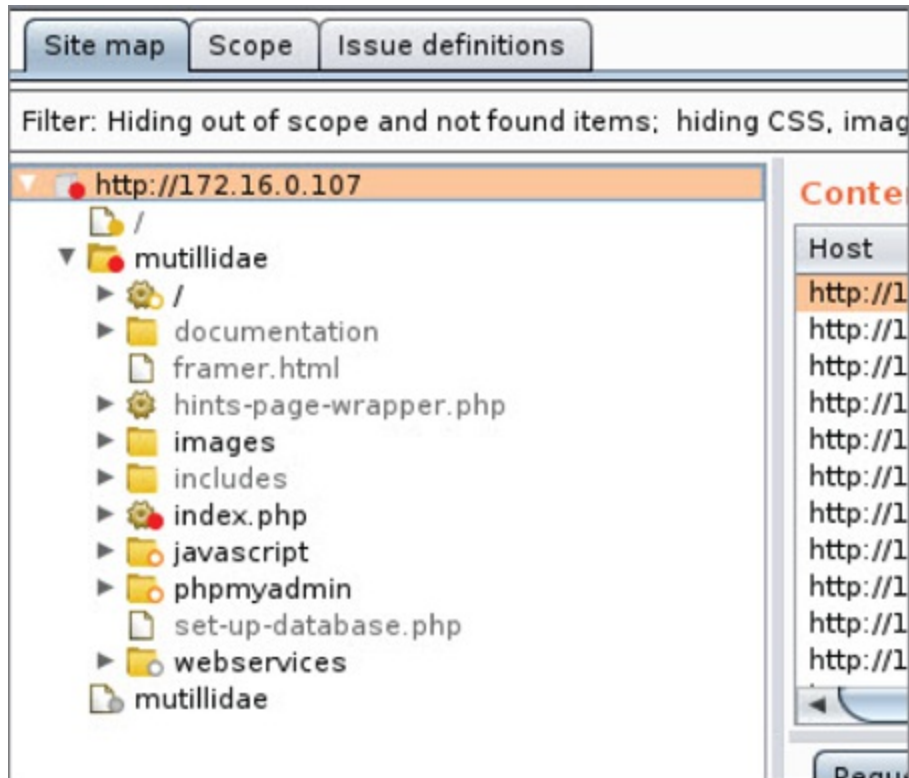 Site map Scope Issue definitions
Filter: Hiding out of scope and not found items; hiding CSS, imag
http://172.16.0.107
/
mutillidae
/
documentation
framer.html
hints-page-wrapper.php
images
includes
index.php
javascript
phpmyadmin
set-up-database.php
webservices
mutillidae
Conte
Host
http://1
http://1
http://1
http://1
http://1
http://1
http://1
http://1
http://1
http://1
http://1
Reque